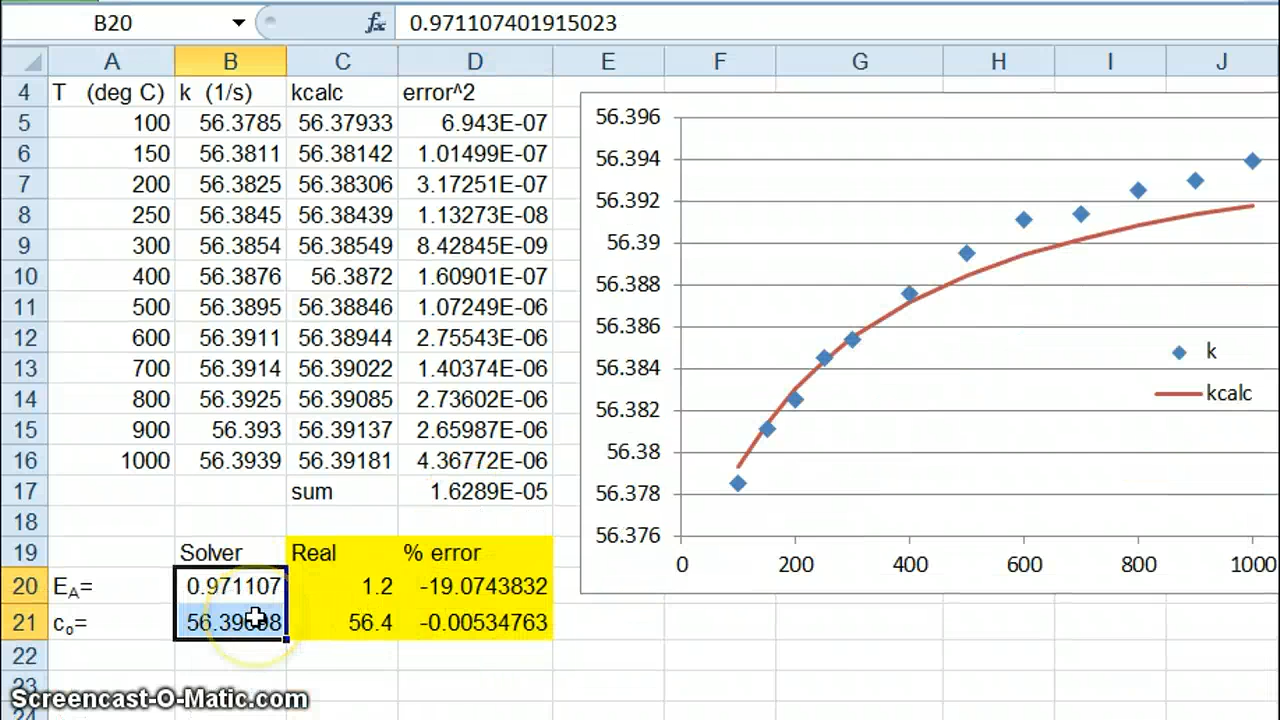 B20 fx 0.971107401915023
A B C D E F G H I J
4 T (deg C) k (1/s) kcalc error^2
5 100 56.3785 56.37933 6.943E-07
6 150 56.3811 56.38142 1.01499E-07
7 200 56.3825 56.38306 3.17251E-07
8 250 56.3845 56.38439 1.13273E-08
9 300 56.3854 56.38549 8.42845E-09
10 400 56.3876 56.3872 1.60901E-07
11 500 56.3895 56.38846 1.07249E-06
12 600 56.3911 56.38944 2.75543E-06
13 700 56.3914 56.39022 1.40374E-06
14 800 56.3925 56.39085 2.73602E-06
15 900 56.393 56.39137 2.65987E-06
16 1000 56.3939 56.39181 4.36772E-06
17 sum 1.6289E-05
18
19 Solver Real % error
20 EA= 0.971107 1.2 -19.0743832
21 co= 56.4 -0.00534763
22
23
24
56.396
56.394
56.392
56.39
56.388
56.386
56.384
56.382
56.38
56.378
56.376
0 200 400 600 800 1000
k
kcalc
Screencast-O-Matic.com